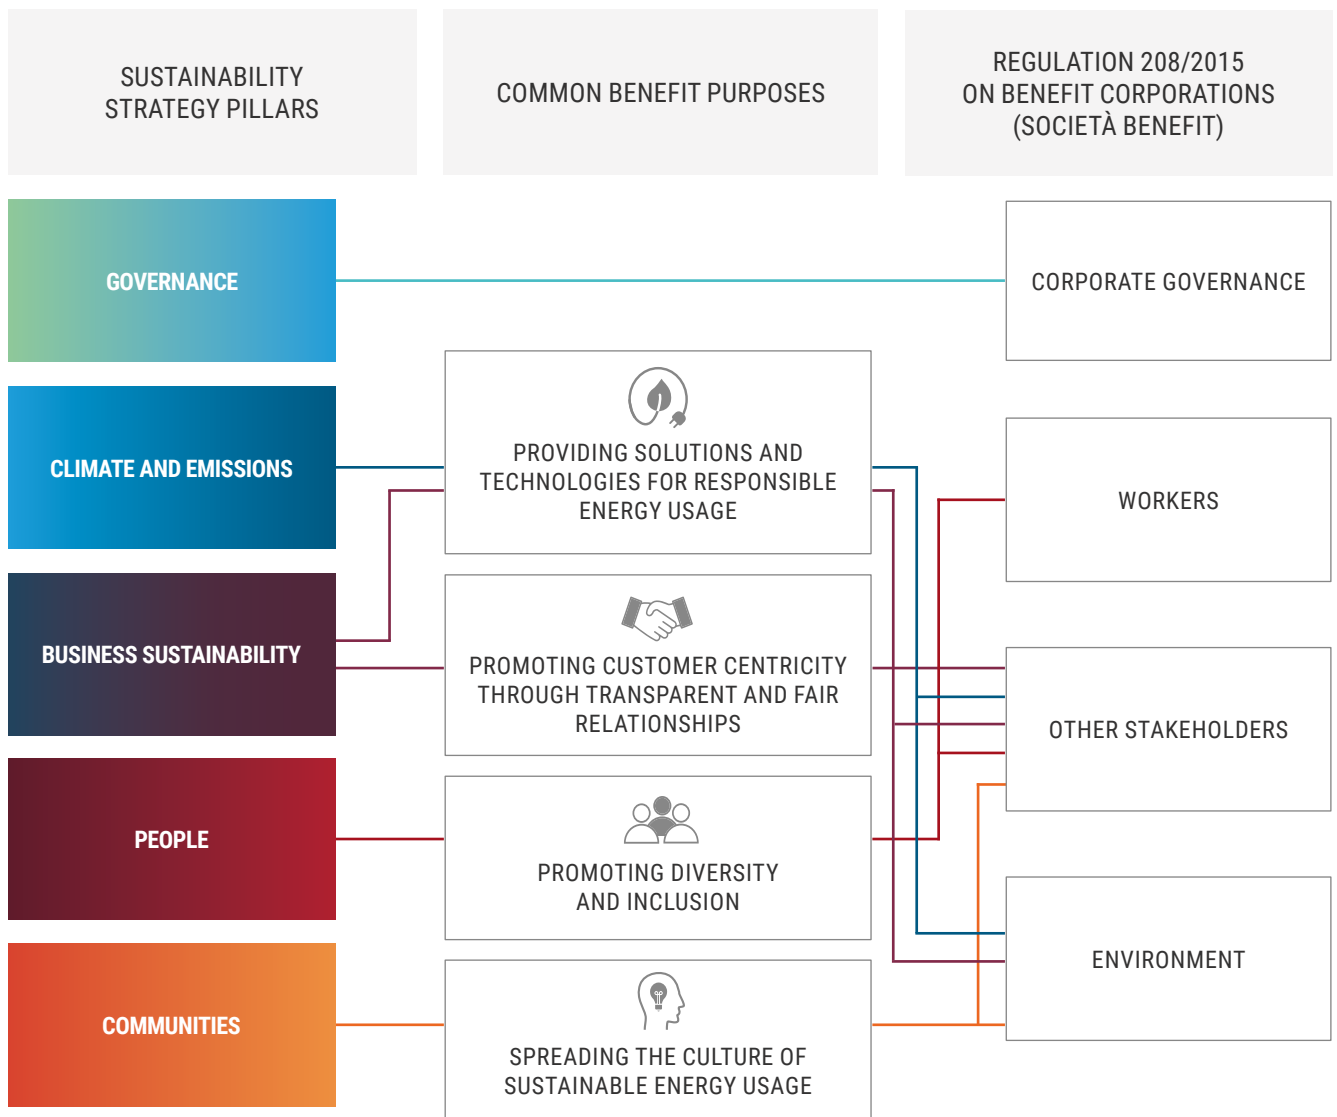 SUSTAINABILITY
STRATEGY PILLARS
COMMON BENEFIT PURPOSES
REGULATION 208/2015
ON BENEFIT CORPORATIONS
(SOCIETÀ BENEFIT)
GOVERNANCE
CORPORATE GOVERNANCE
CLIMATE AND EMISSIONS
PROVIDING SOLUTIONS AND
TECHNOLOGIES FOR RESPONSIBLE
ENERGY USAGE
WORKERS
BUSINESS SUSTAINABILITY
PROMOTING CUSTOMER CENTRICITY
THROUGH TRANSPARENT AND FAIR
RELATIONSHIPS
OTHER STAKEHOLDERS
PEOPLE
PROMOTING DIVERSITY
AND INCLUSION
ENVIRONMENT
COMMUNITIES
SPREADING THE CULTURE OF
SUSTAINABLE ENERGY USAGE